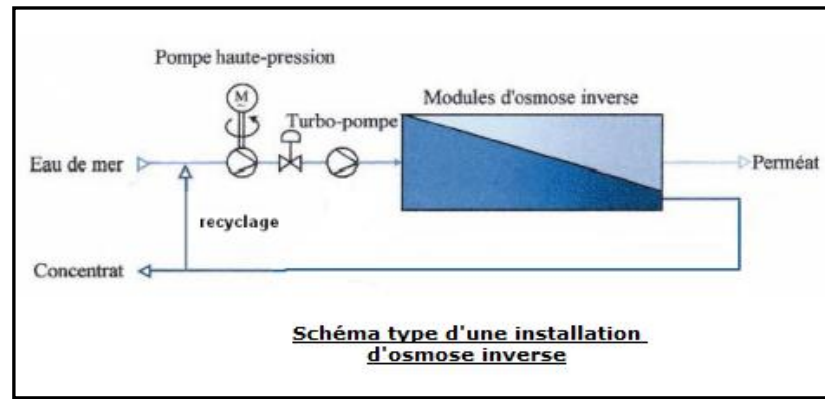 Pompe haute-pression
M
Turbo-pompe
Modules d'osmose inverse
Eau de mer
Perméat
recyclage
Concentrat
Schéma type d'une installation
d'osmose inverse